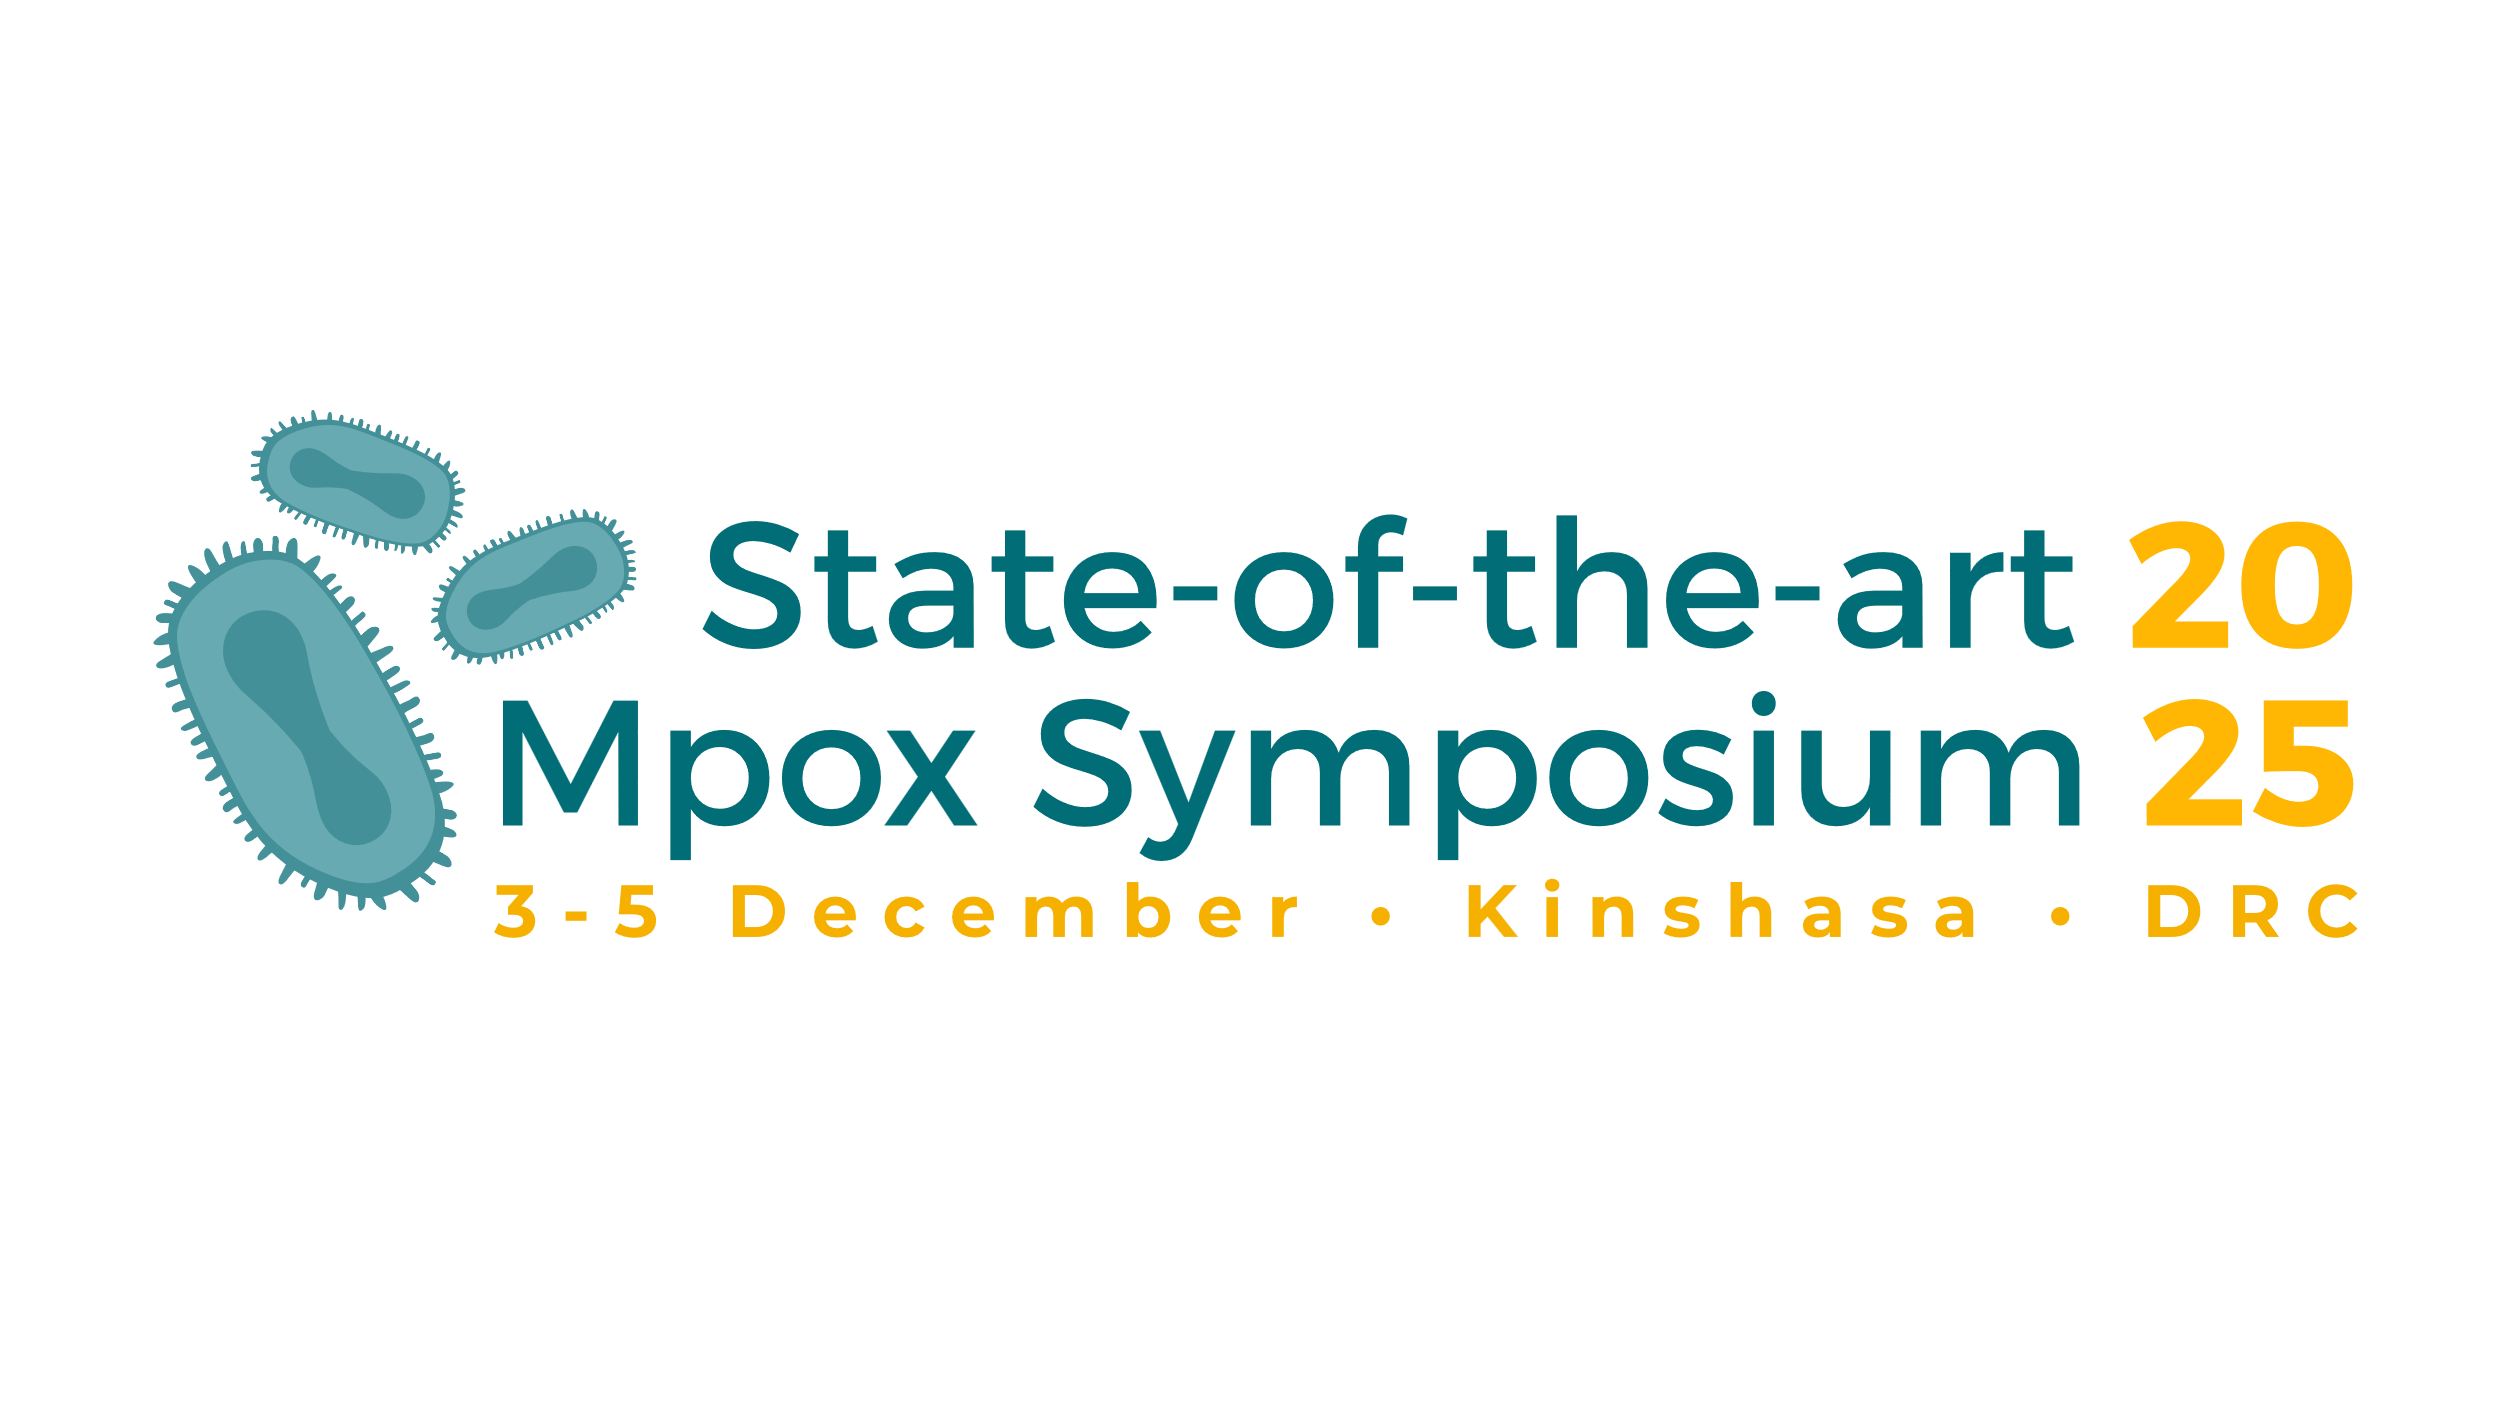 State-of-the-art 20
Mpox Symposium 25
3-5 December • Kinshasa • DRC